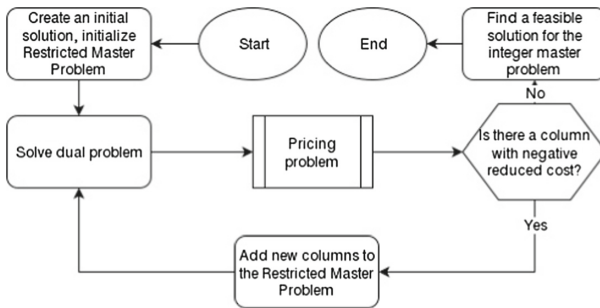 Create an initial
solution, initialize
Restricted Master
Problem
Start
End
Find a feasible
solution for the
integer master
problem
No
Solve dual problem
Pricing
problem
Is there a column
with negative
reduced cost?
Yes
Add new columns to
the Restricted Master
Problem